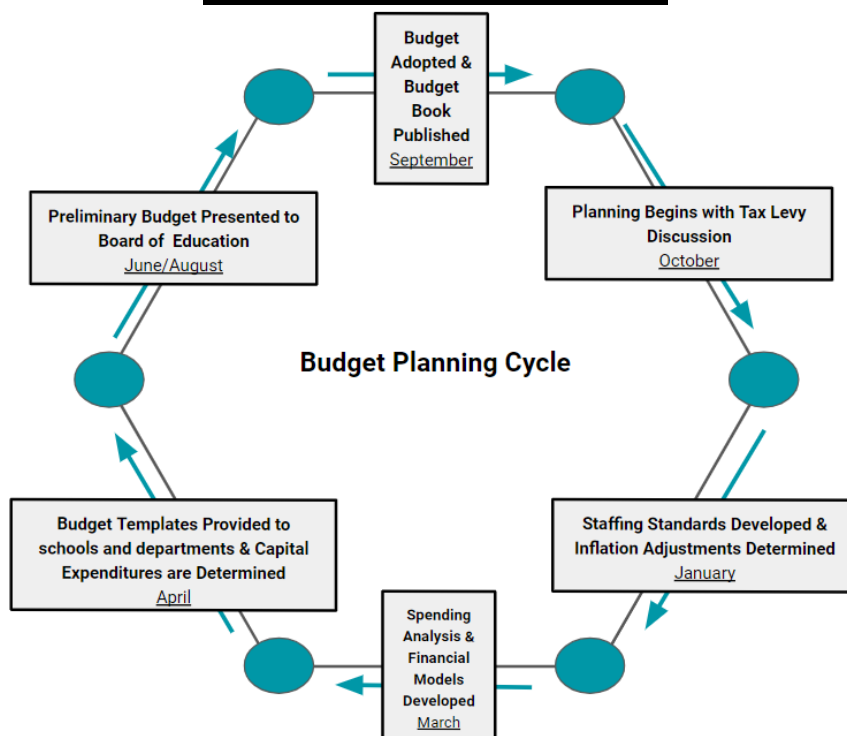 Budget
Adopted &
Budget
Book
Published
September
Planning Begins with Tax Levy
Discussion
October
Staffing Standards Developed &
Inflation Adjustments Determined
January
Spending
Analysis &
Financial
Models
Developed
March
Budget Templates Provided to
schools and departments & Capital
Expenditures are Determined
April
Preliminary Budget Presented to
Board of Education
June/August
Budget Planning Cycle